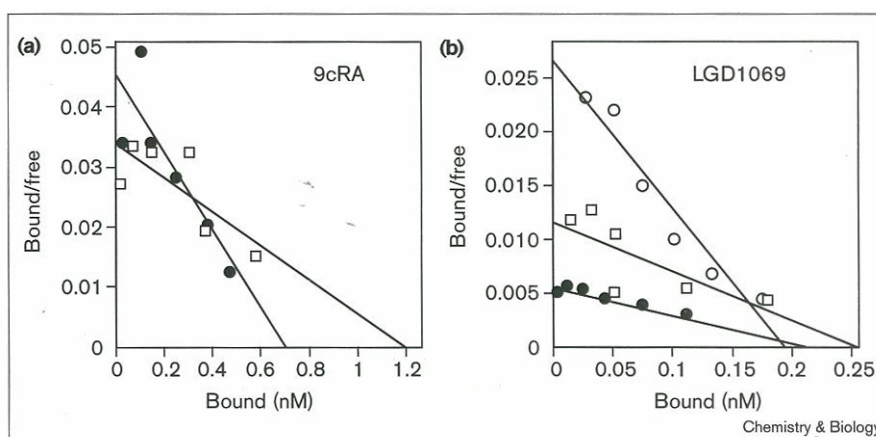 (a)
9cRA
0.05
0.04
0.03
0.02
0.01
0
Bound/free
0 0.2 0.4 0.6 0.8 1.0 1.2
Bound (nM)
(b)
LGD1069
0.025
0.020
0.015
0.010
0.005
0
Bound/free
0 0.05 0.1 0.15 0.2 0.25
Bound (nM)
Chemistry & Biology